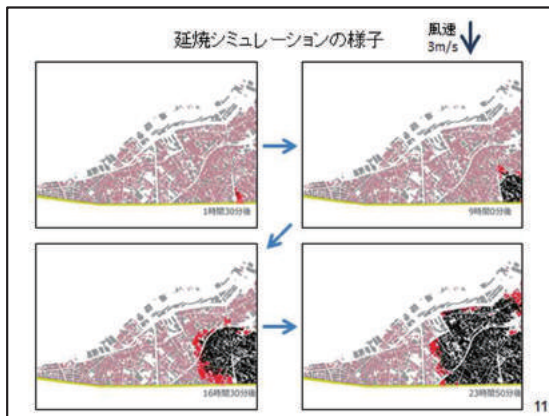 延焼シミュレーションの様子
風速
3m/s
1時間30分後
9時間0分後
16時間30分後
23時間50分後
11